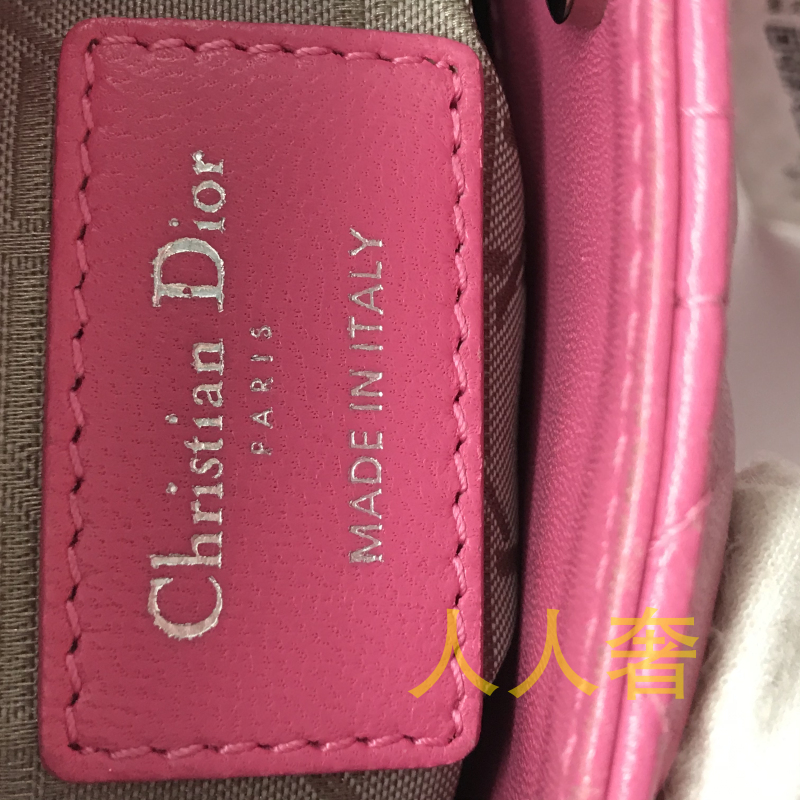 Christian Dior
PARIS
MADE IN ITALY
人人奢